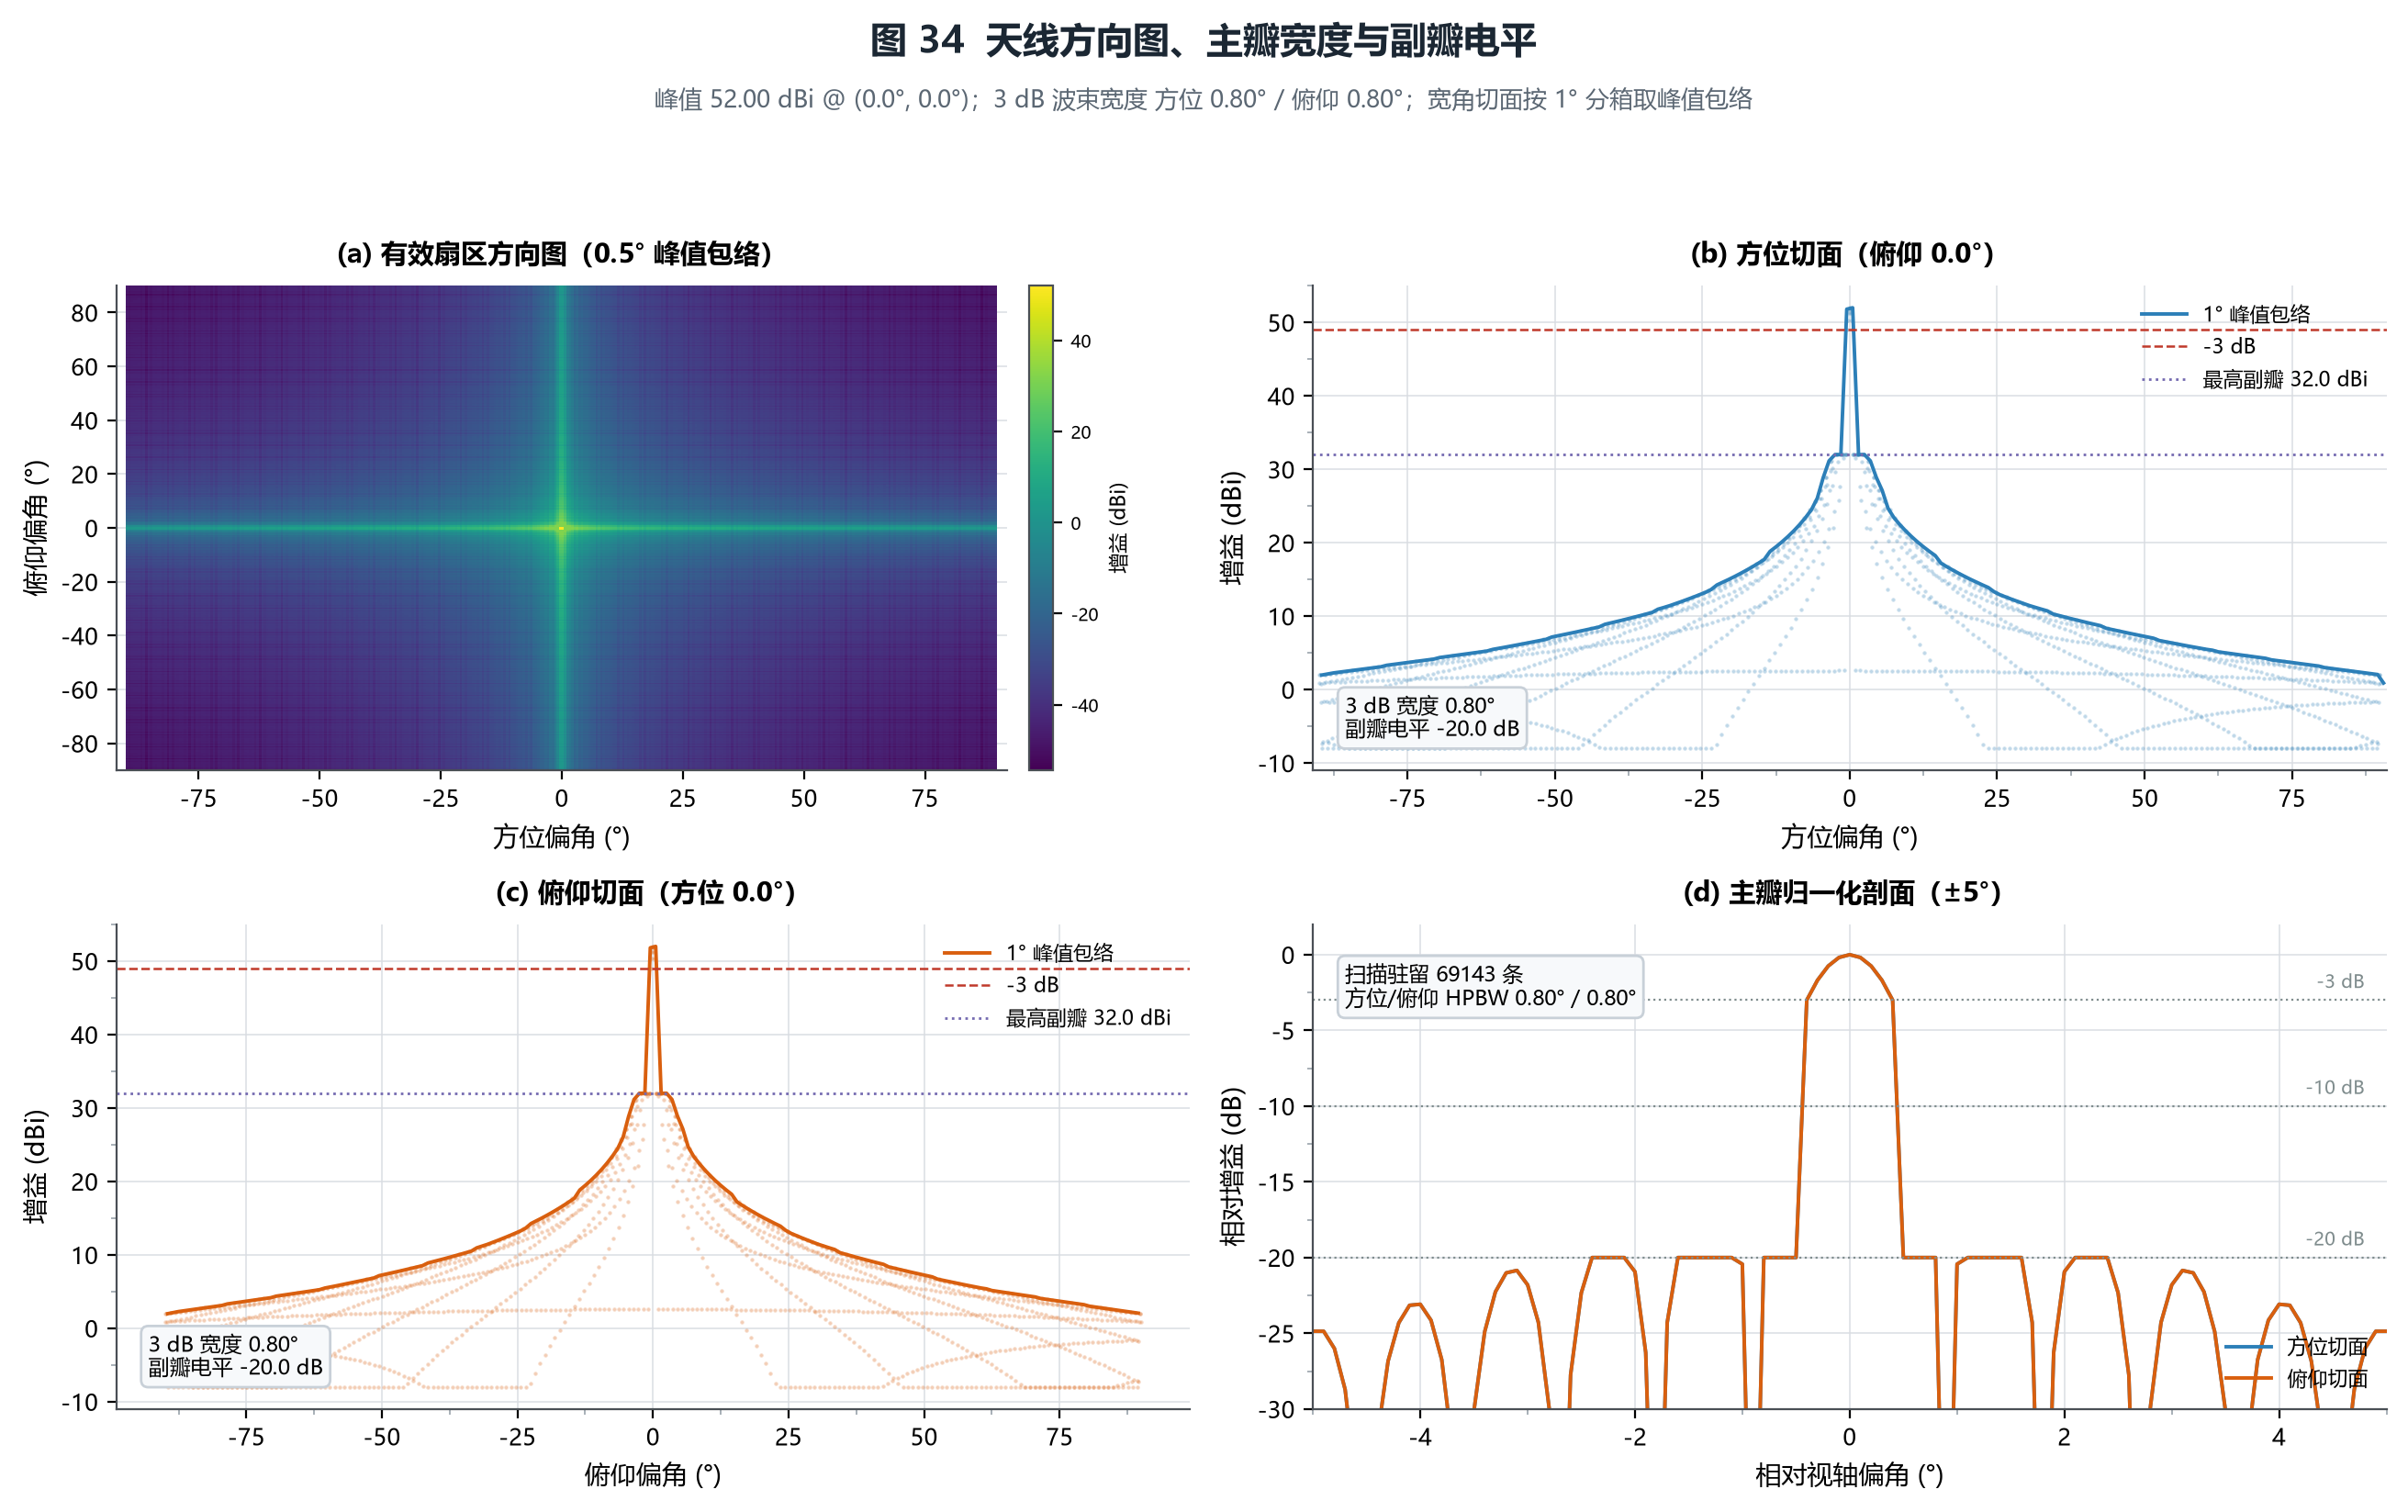 图 34 天线方向图、主瓣宽度与副瓣电平
峰值 52.00 dBi @ (0.0°, 0.0°)；3 dB 波束宽度 方位 0.80° / 俯仰 0.80°；宽角切面按 1° 分箱取峰值包络
(a) 有效扇区方向图（0.5° 峰值包络）
俯仰偏角 (°)
80
60
40
20
0
-20
-40
-60
-80
-75
-50
-25
0
25
50
75
方位偏角 (°)
40
20
0
-20
-40
增益 (dBi)
(b) 方位切面（俯仰 0.0°）
增益 (dBi)
50
40
30
20
10
0
-10
1° 峰值包络
-3 dB
最高副瓣 32.0 dBi
3 dB 宽度 0.80°
副瓣电平 -20.0 dB
-75
-50
-25
0
25
50
75
方位偏角 (°)
(c) 俯仰切面（方位 0.0°）
增益 (dBi)
50
40
30
20
10
0
-10
1° 峰值包络
-3 dB
最高副瓣 32.0 dBi
3 dB 宽度 0.80°
副瓣电平 -20.0 dB
-75
-50
-25
0
25
50
75
俯仰偏角 (°)
(d) 主瓣归一化剖面（±5°）
相对增益 (dB)
0
-5
-10
-15
-20
-25
-30
扫描驻留 69143 条
方位/俯仰 HPBW 0.80° / 0.80°
-3 dB
-10 dB
-20 dB
方位切面
俯仰切面
-4
-2
0
2
4
相对视轴偏角 (°)